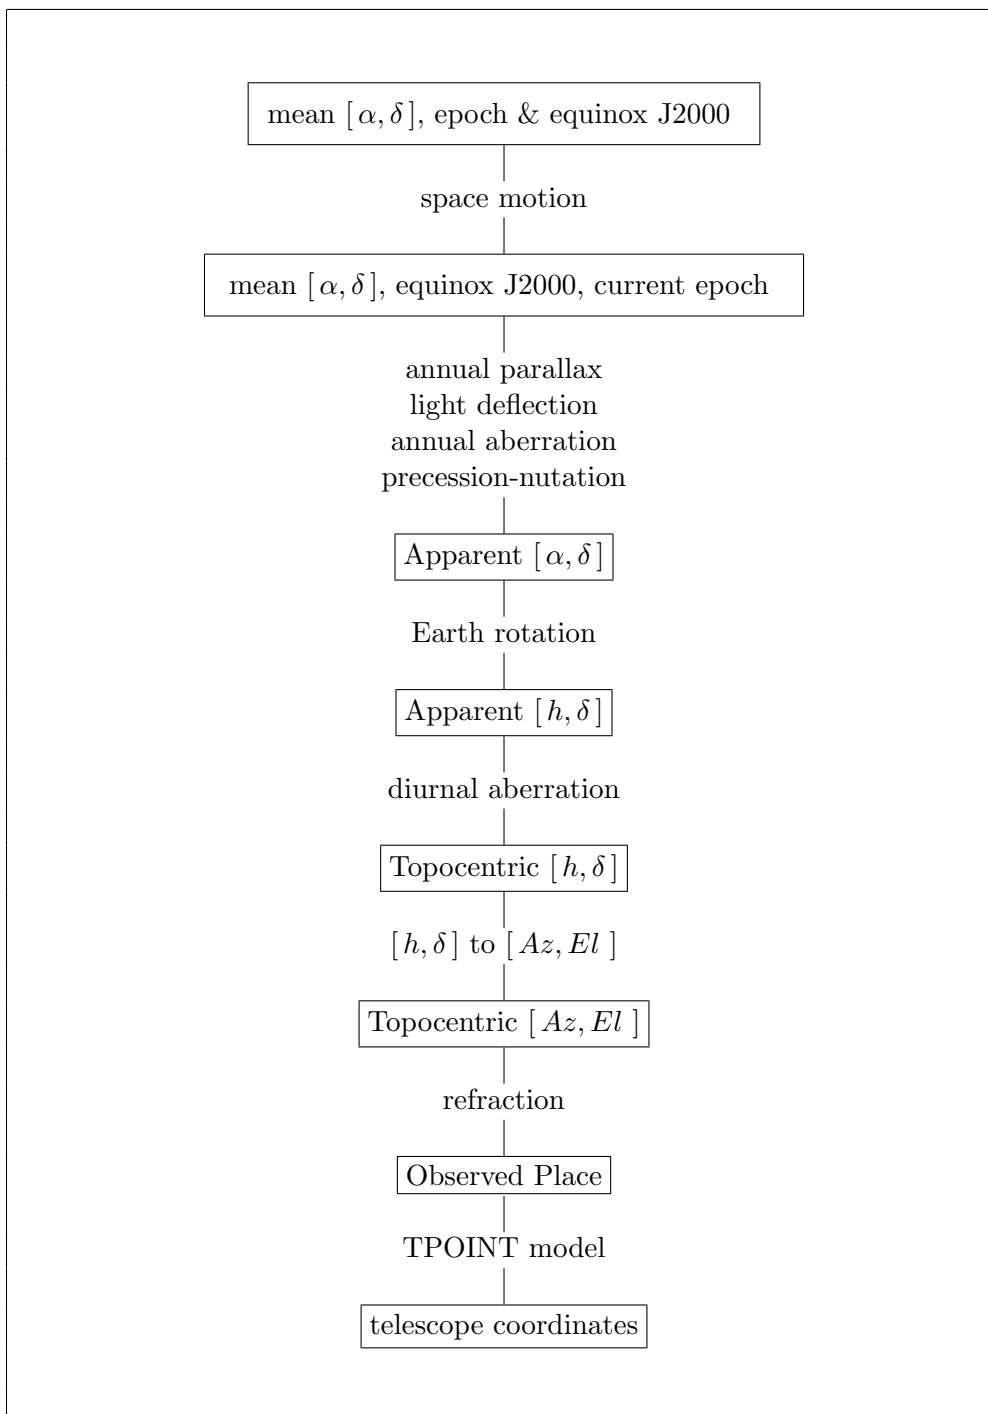 mean [ α, δ ], epoch & equinox J2000
space motion
mean [ α, δ ], equinox J2000, current epoch
annual parallax
light deflection
annual aberration
precession-nutation
Apparent [ α, δ ]
Earth rotation
Apparent [ h, δ ]
diurnal aberration
Topocentric [ h, δ ]
[ h, δ ] to [ Az, El ]
Topocentric [ Az, El ]
refraction
Observed Place
TPOINT model
telescope coordinates